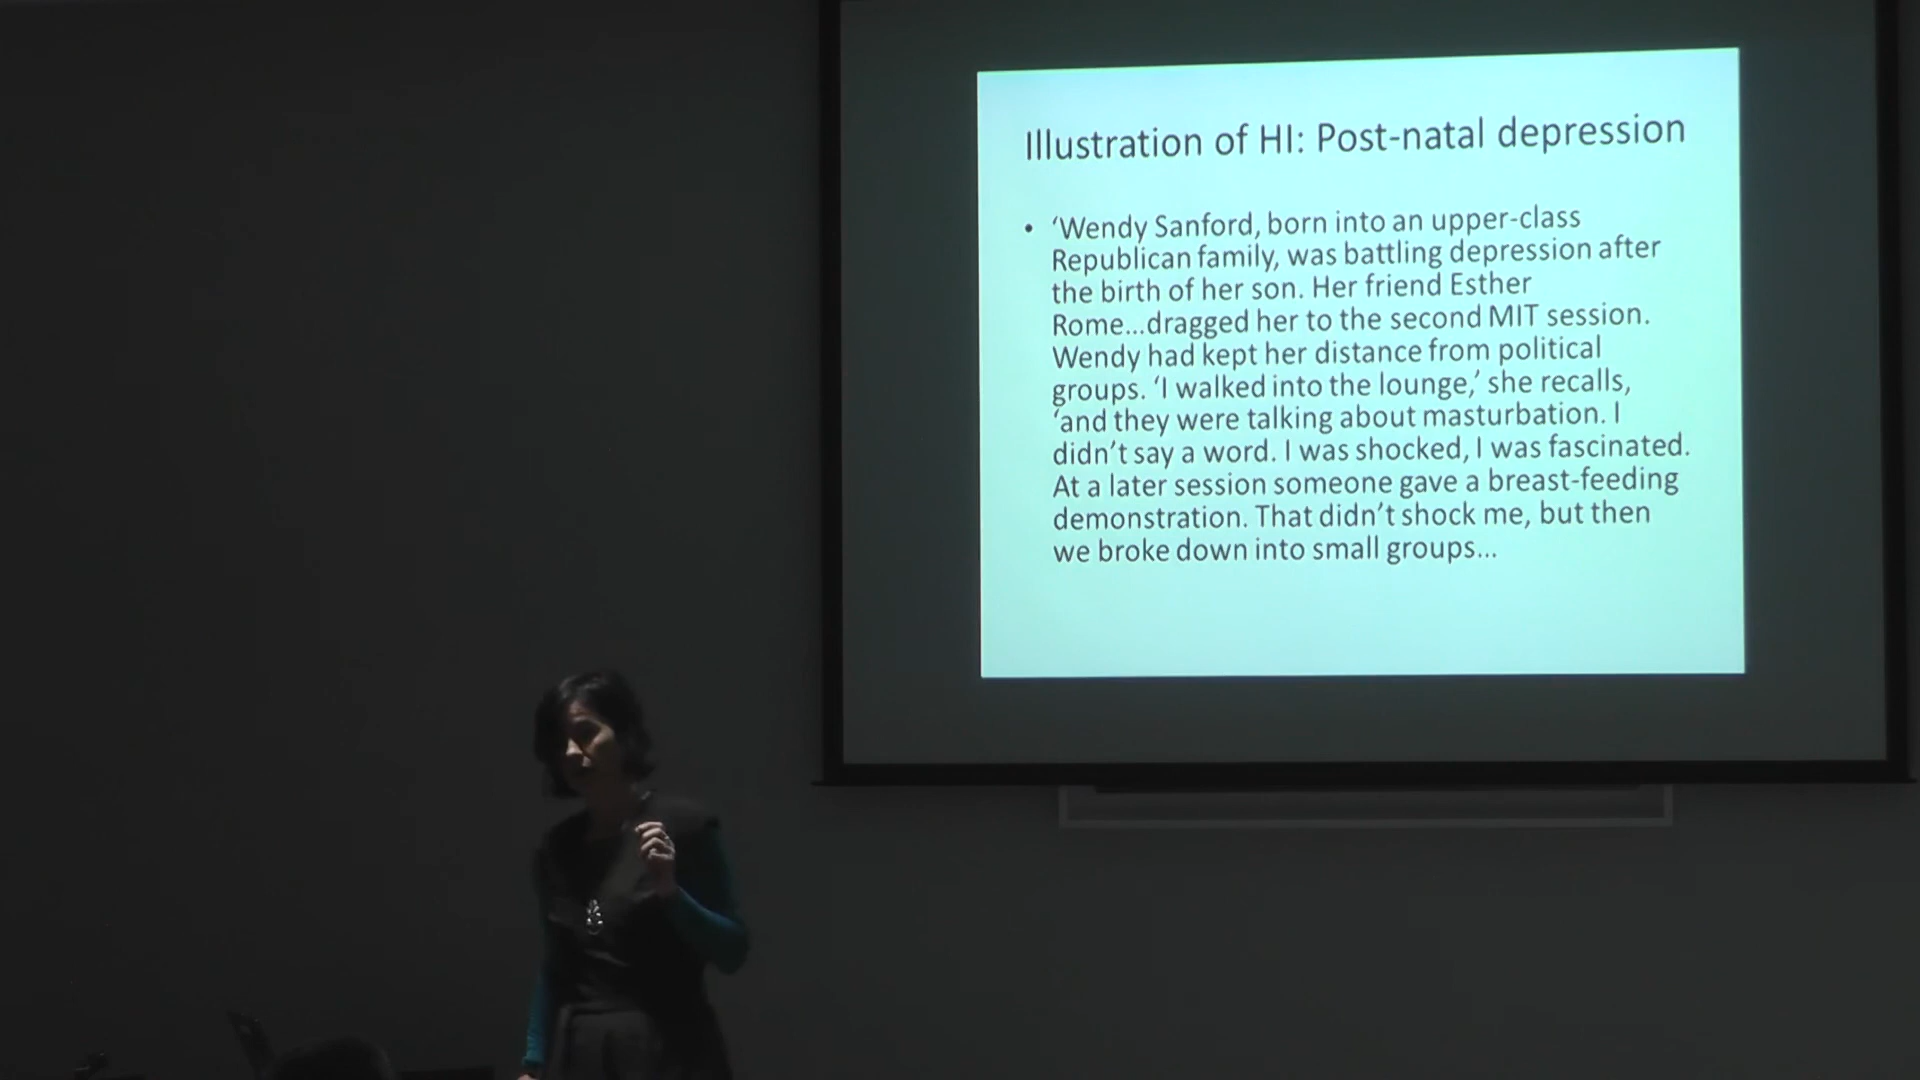 Illustration of HI: Post-natal depression
• ‘Wendy Sanford, born into an upper-class
Republican family, was battling depression after
the birth of her son. Her friend Esther
Rome...dragged her to the second MIT session.
Wendy had kept her distance from political
groups. ‘I walked into the lounge,’ she recalls,
‘and they were talking about masturbation. I
didn’t say a word. I was shocked, I was fascinated.
At a later session someone gave a breast-feeding
demonstration. That didn’t shock me, but then
we broke down into small groups...